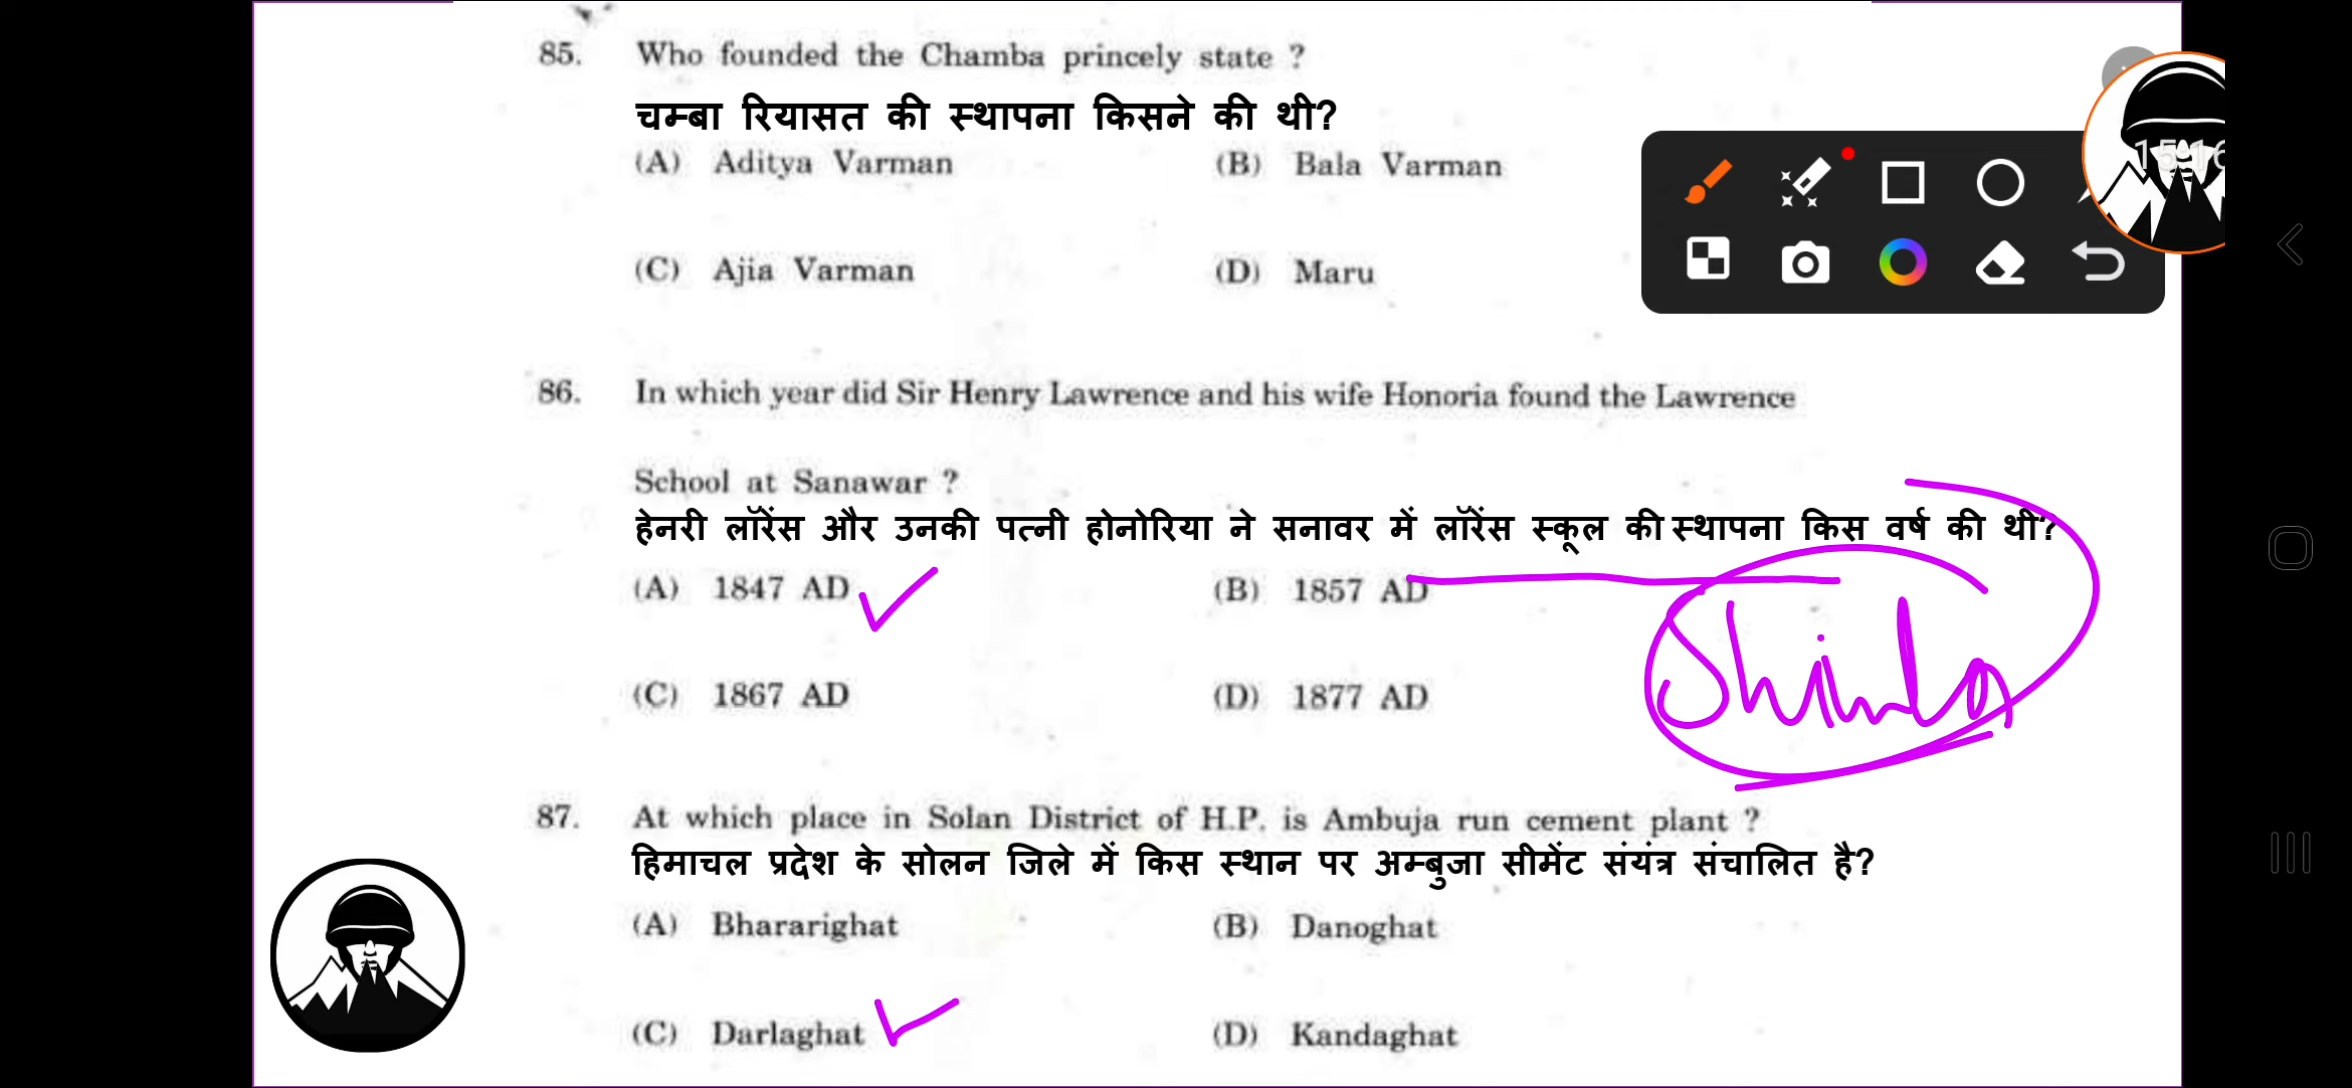 85. Who founded the Chamba princely state ?
चम्बा रियासत की स्थापना किसने की थी?
(A) Aditya Varman (B) Bala Varman
(C) Ajia Varman (D) Maru
86. In which year did Sir Henry Lawrence and his wife Honoria found the Lawrence
School at Sanawar ?
हेनरी लॉरेंस और उनकी पत्नी होनोरिया ने सनावर में लॉरेंस स्कूल की स्थापना किस वर्ष की थी?
(A) 1847 AD (B) 1857 AD
(C) 1867 AD (D) 1877 AD
Shimla
87. At which place in Solan District of H.P. is Ambuja run cement plant ?
हिमाचल प्रदेश के सोलन जिले में किस स्थान पर अम्बुजा सीमेंट संयंत्र संचालित है?
(A) Bhararighat (B) Danoghat
(C) Darlaghat (D) Kandaghat